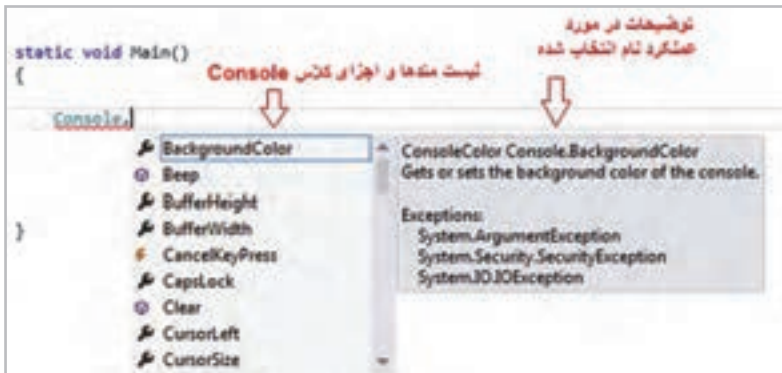 توضیحات در مورد
عملکرد نام انتخاب شده
static void Main()
{
لیست متدها و اجزای کلاس Console
Console.
BackgroundColor
Beep
BufferHeight
BufferWidth
CancelKeyPress
CapsLock
Clear
CursorLeft
CursorSize
ConsoleColor Console.BackgroundColor
Gets or sets the background color of the console.
Exceptions:
System.ArgumentException
System.Security.SecurityException
System.IO.IOException
}